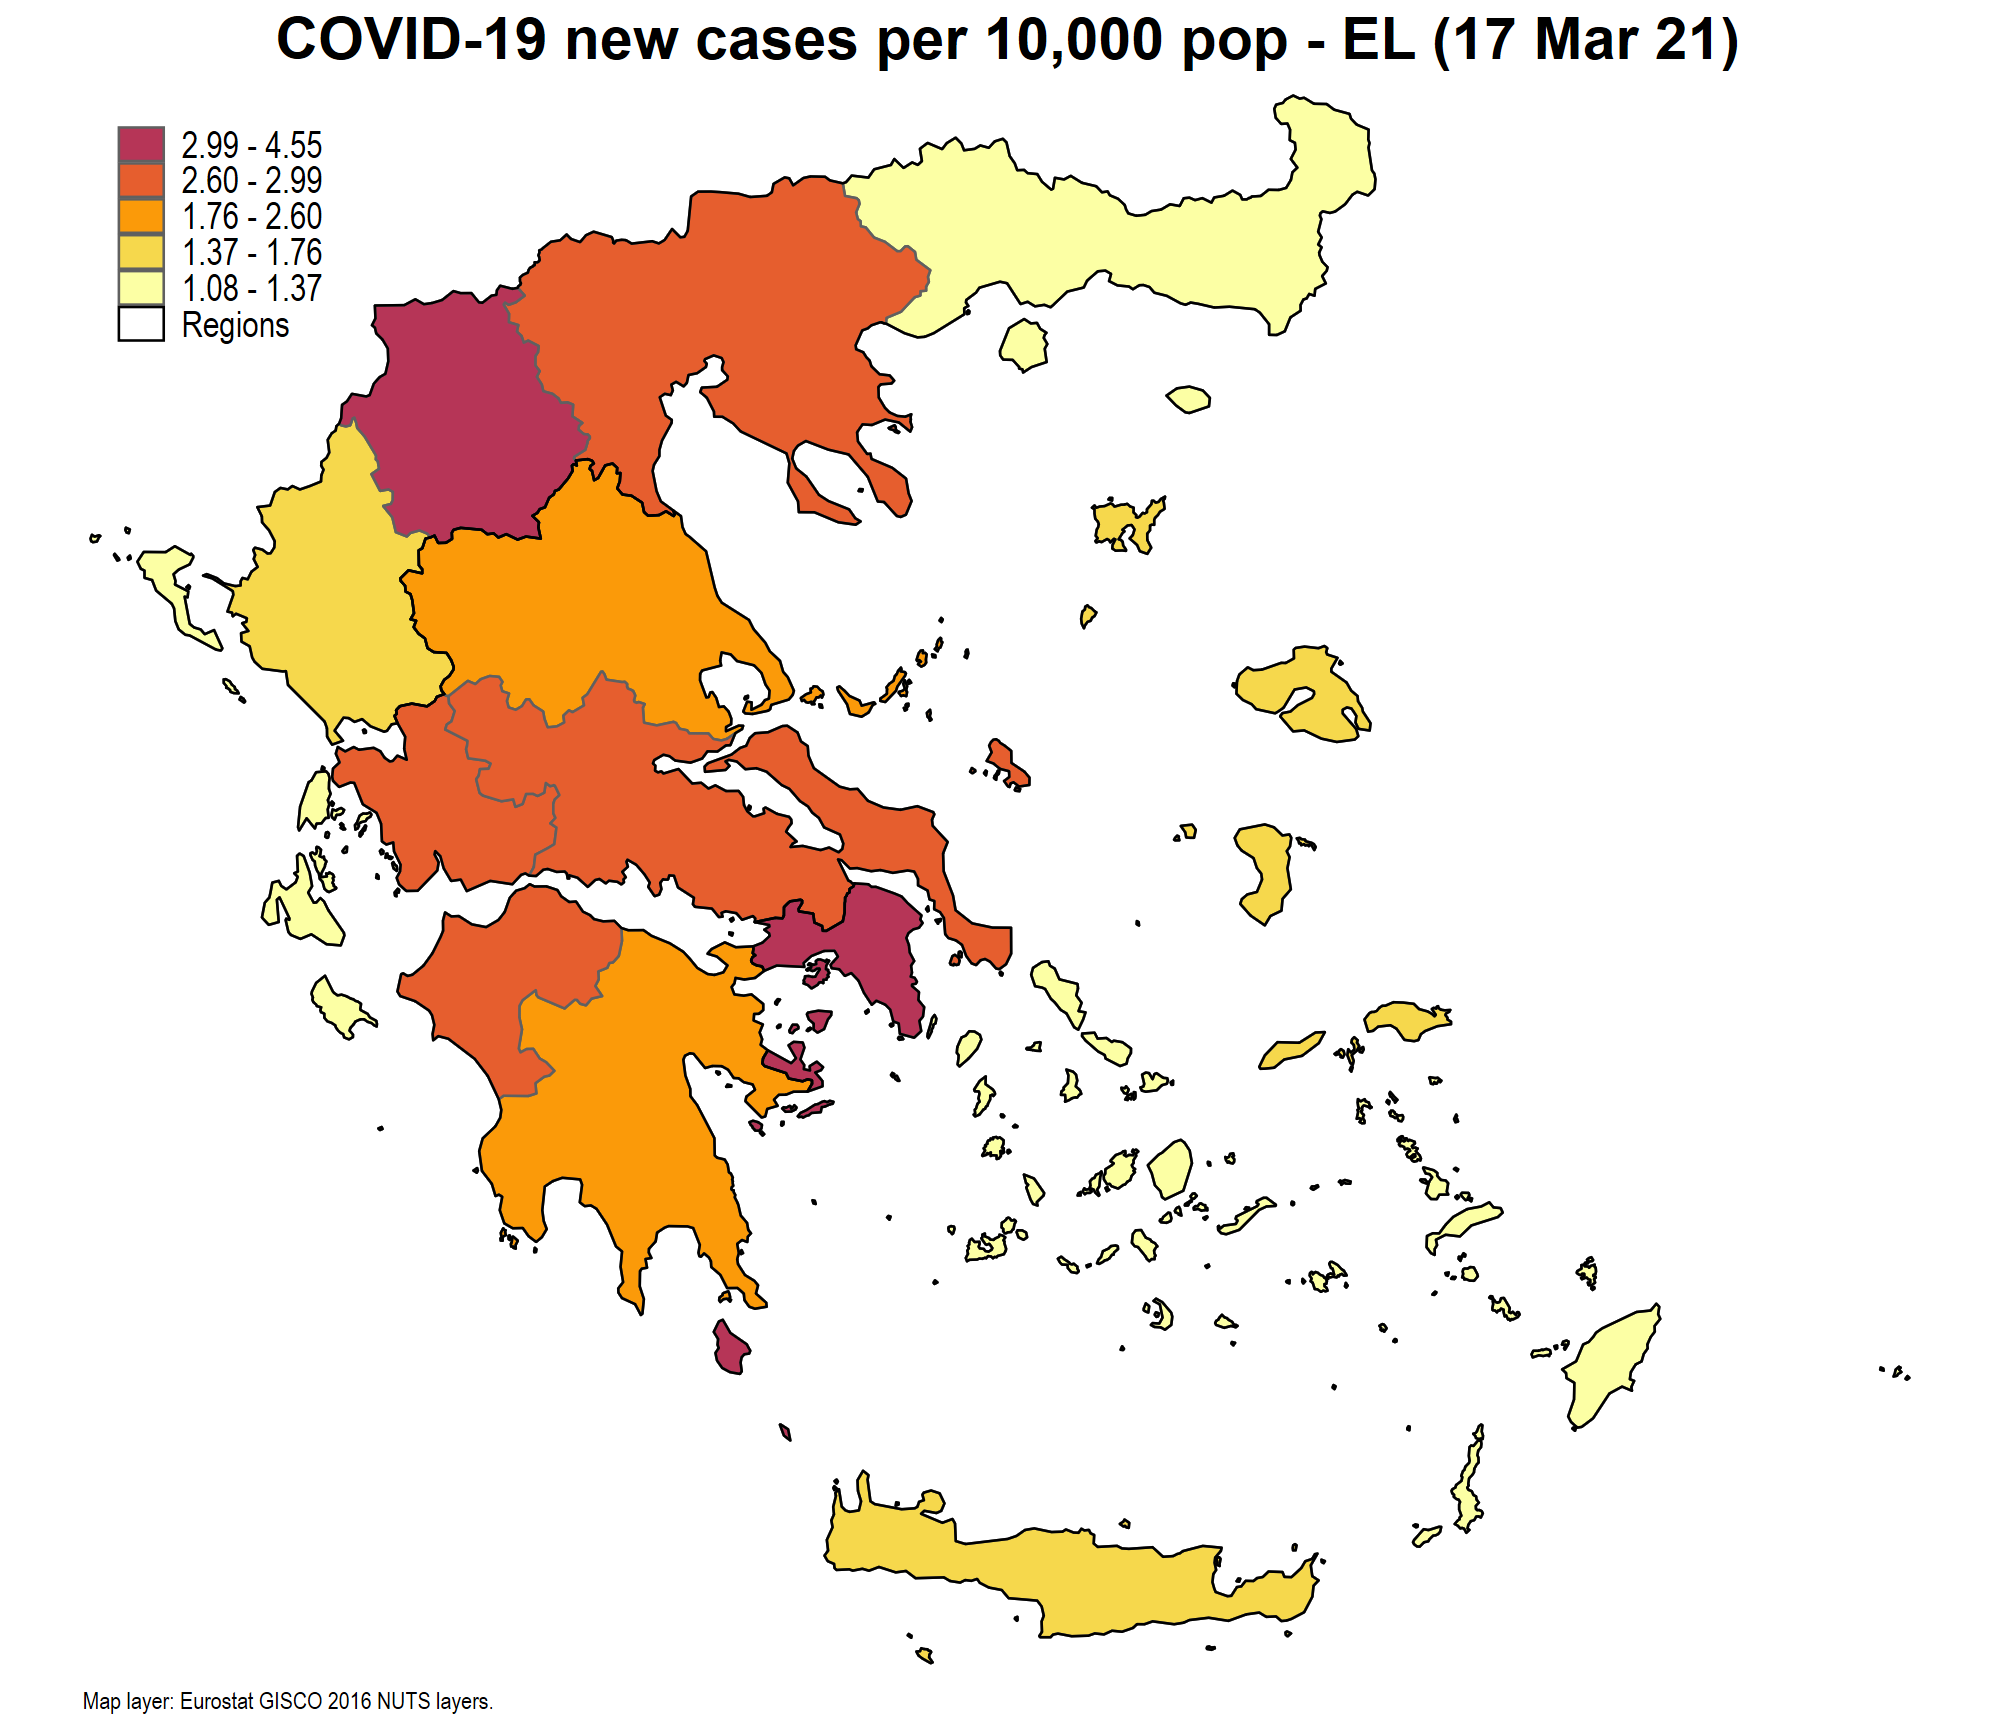 COVID-19 new cases per 10,000 pop - EL (17 Mar 21)
2.99 - 4.55
2.60 - 2.99
1.76 - 2.60
1.37 - 1.76
1.08 - 1.37
Regions
Map layer: Eurostat GISCO 2016 NUTS layers.